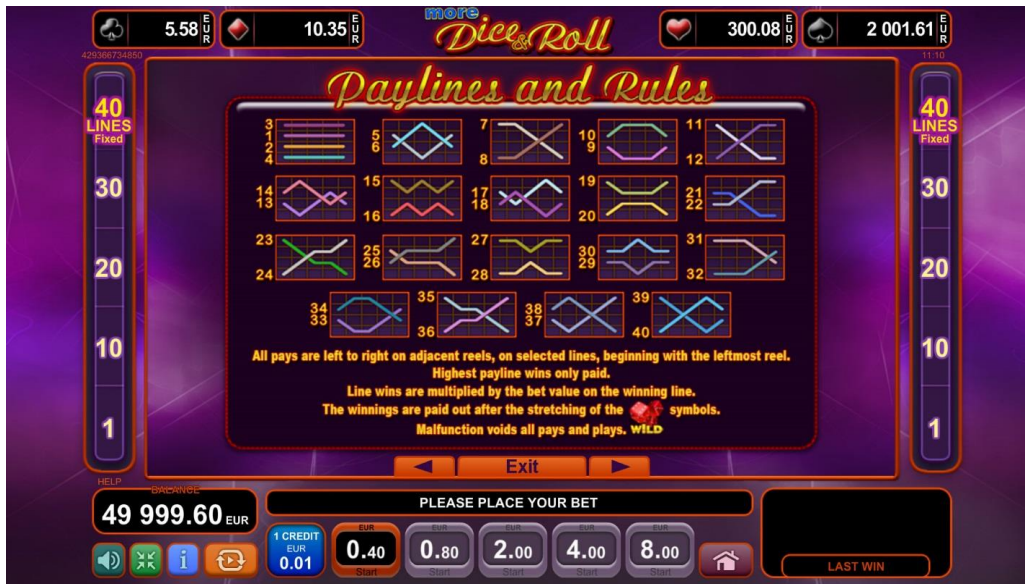 5.58 EUR
10.35 EUR
more
Dice & Roll
300.08 EUR
2 001.61 EUR
429366734850
11:10
Paylines and Rules
40
LINES
Fixed
30
20
10
1
40
LINES
Fixed
30
20
10
1
3
1
2
4
5
6
7
8
10
9
11
12
14
13
15
16
17
18
19
20
21
22
23
24
25
26
27
28
30
29
31
32
34
33
35
36
38
37
39
40
All pays are left to right on adjacent reels, on selected lines, beginning with the leftmost reel.
Highest payline wins only paid.
Line wins are multiplied by the bet value on the winning line.
The winnings are paid out after the stretching of the symbols.
Malfunction voids all pays and plays. WILD
Exit
HELP
BALANCE
49 999.60 EUR
PLEASE PLACE YOUR BET
1 CREDIT
EUR
0.01
EUR
0.40
Start
EUR
0.80
Start
EUR
2.00
Start
EUR
4.00
Start
EUR
8.00
Start
i
LAST WIN